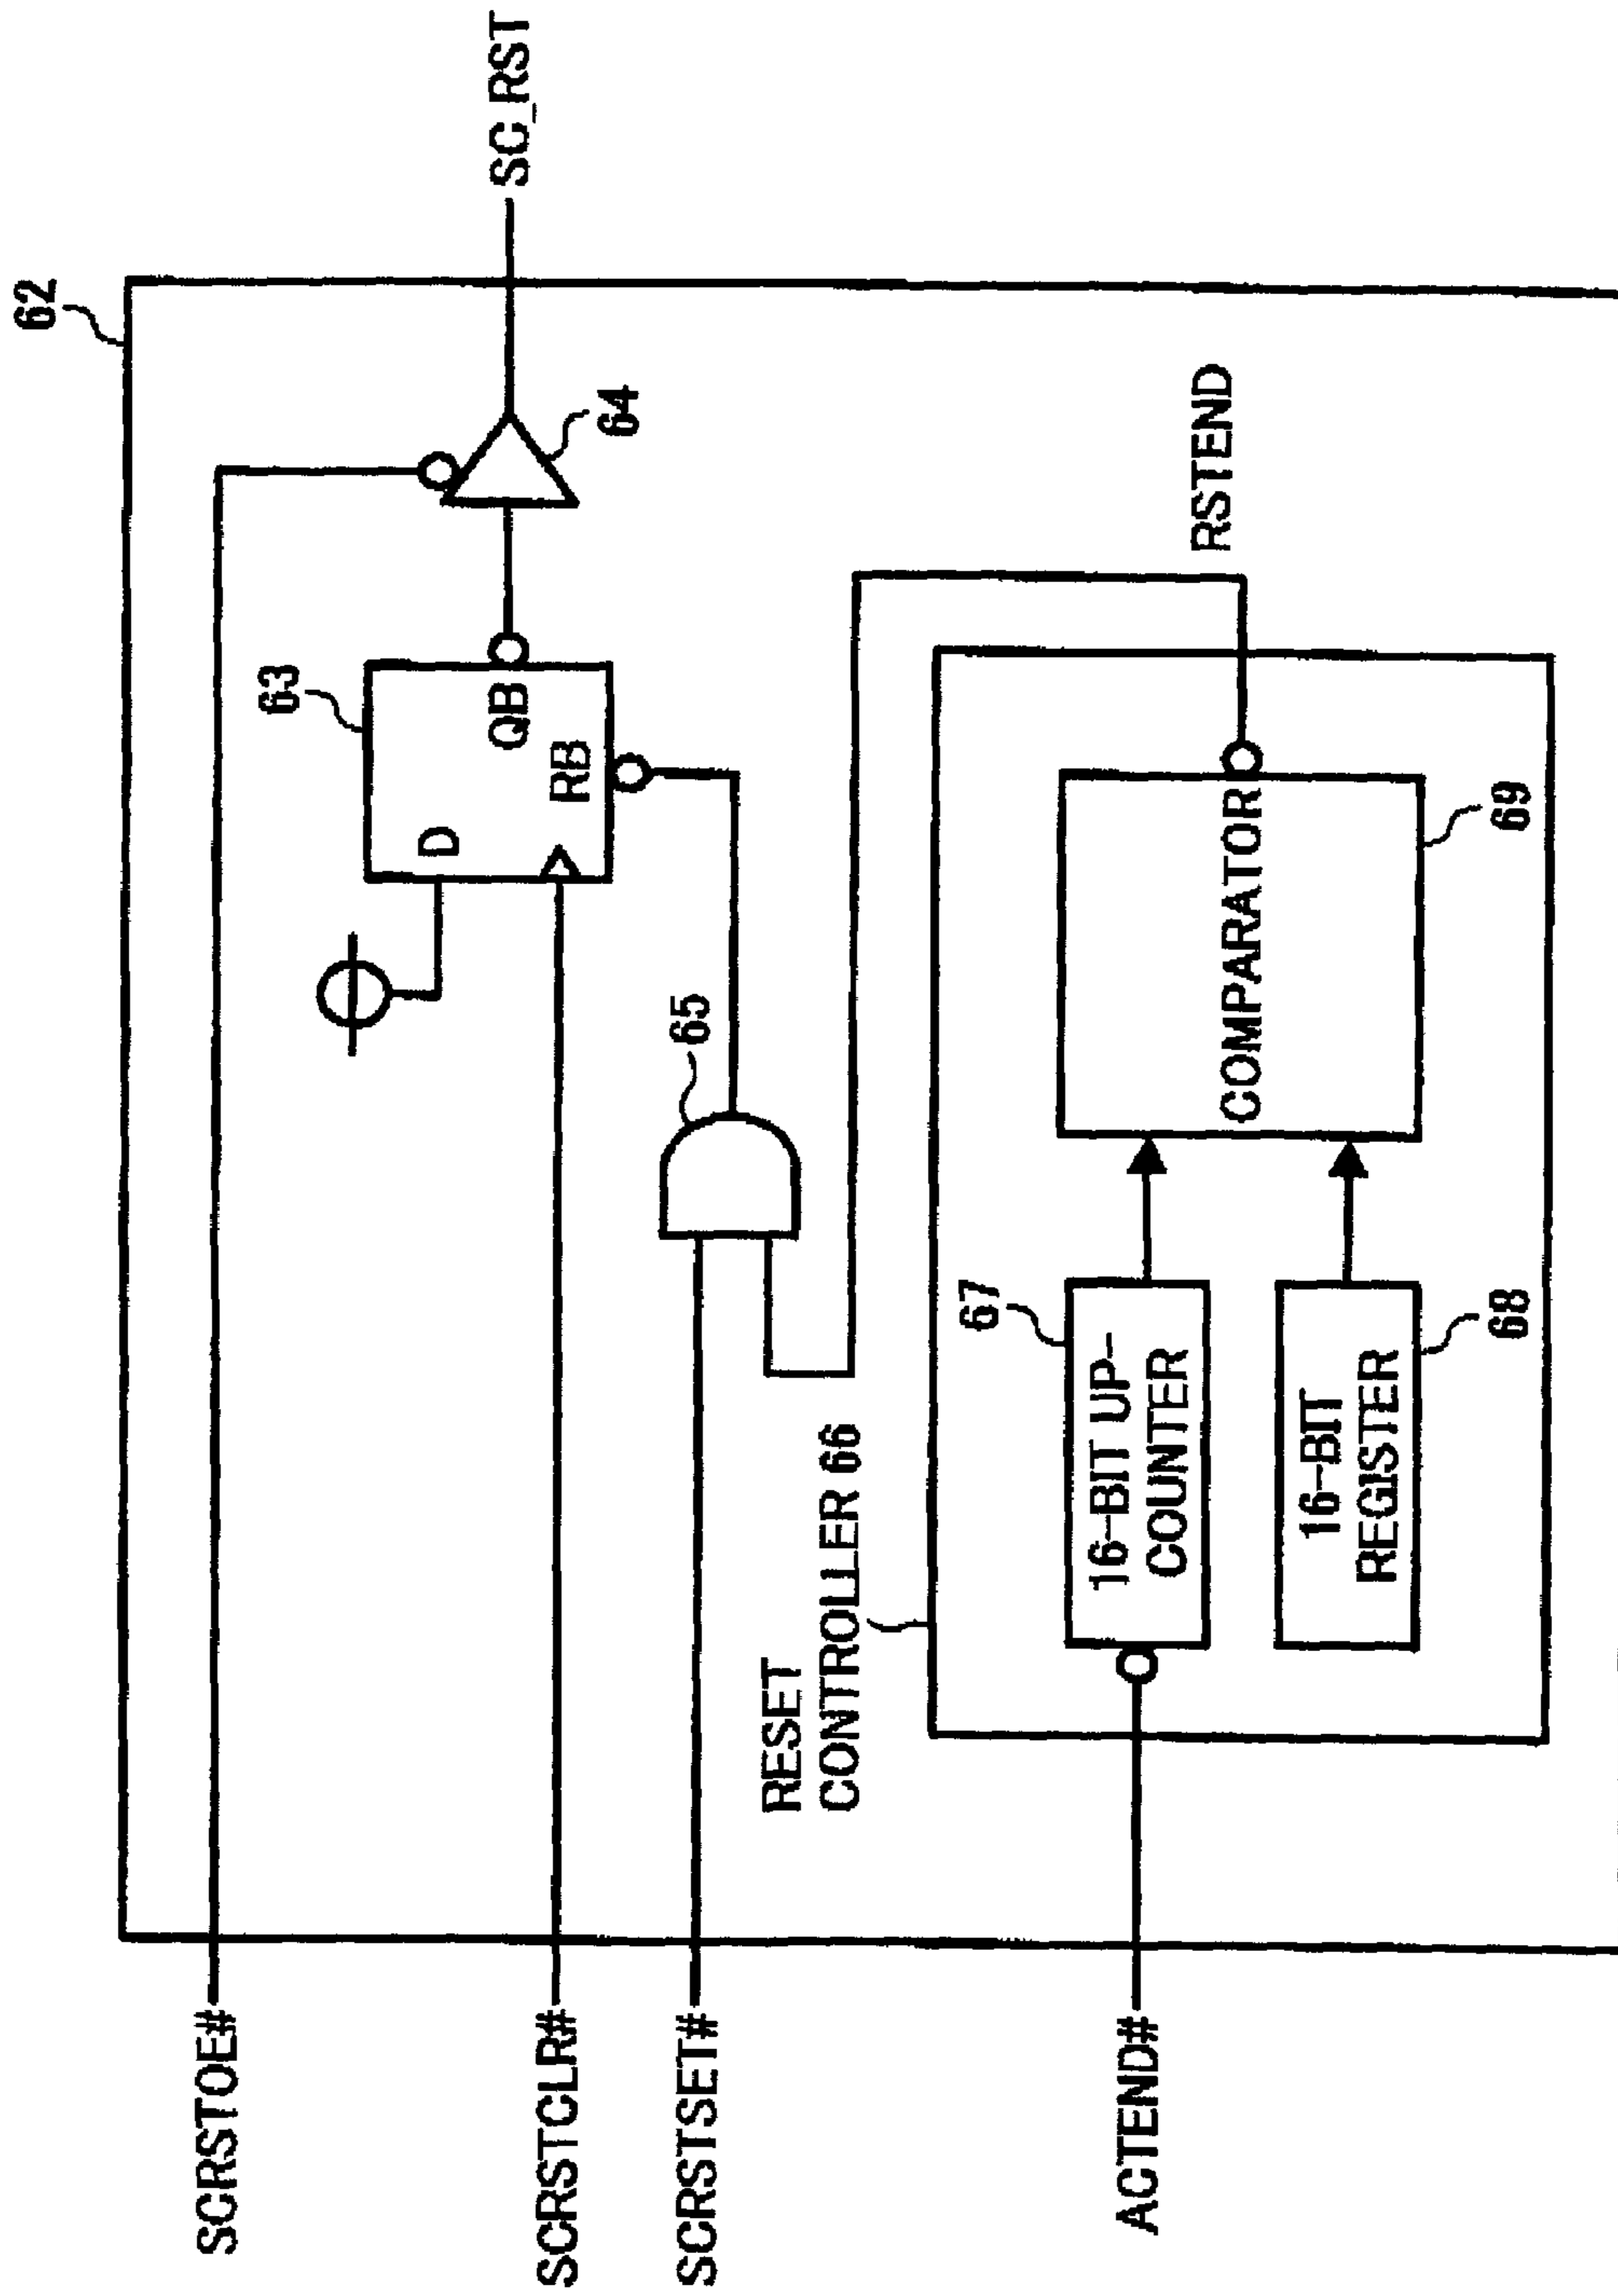 62
SCRSTOE#
64
SC_RST
63
D
QB
RB
SCRSTCLR#
65
SCRSTSET#
RESET
CONTROLLER 66
RSTEND
67
16-BIT UP-
COUNTER
COMPARATOR
ACTEND#
16-BIT
REGISTER
68
69